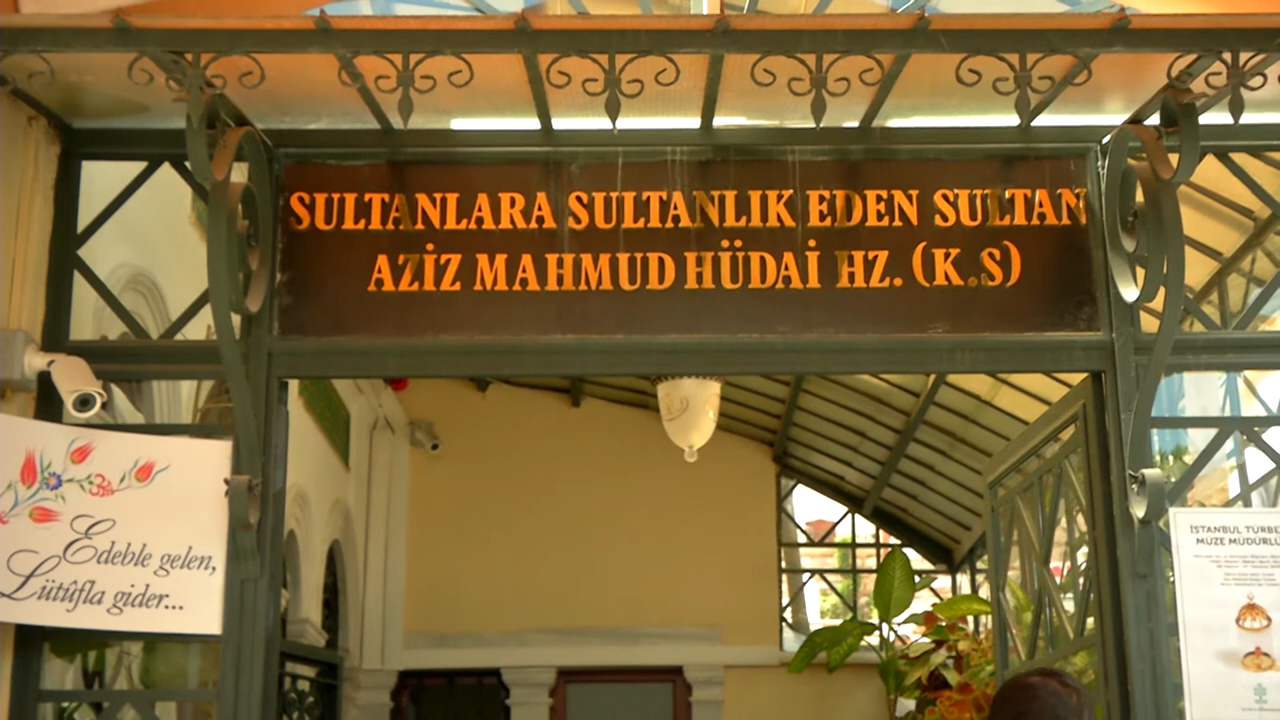 SULTANLARA SULTANLIK EDEN SULTAN
AZİZ MAHMUD HÜDAİ HZ. (K.S)
Edeble gelen,
Lütûfla gider...
İSTANBUL TÜRBE
MÜZE MÜDÜRLÜ